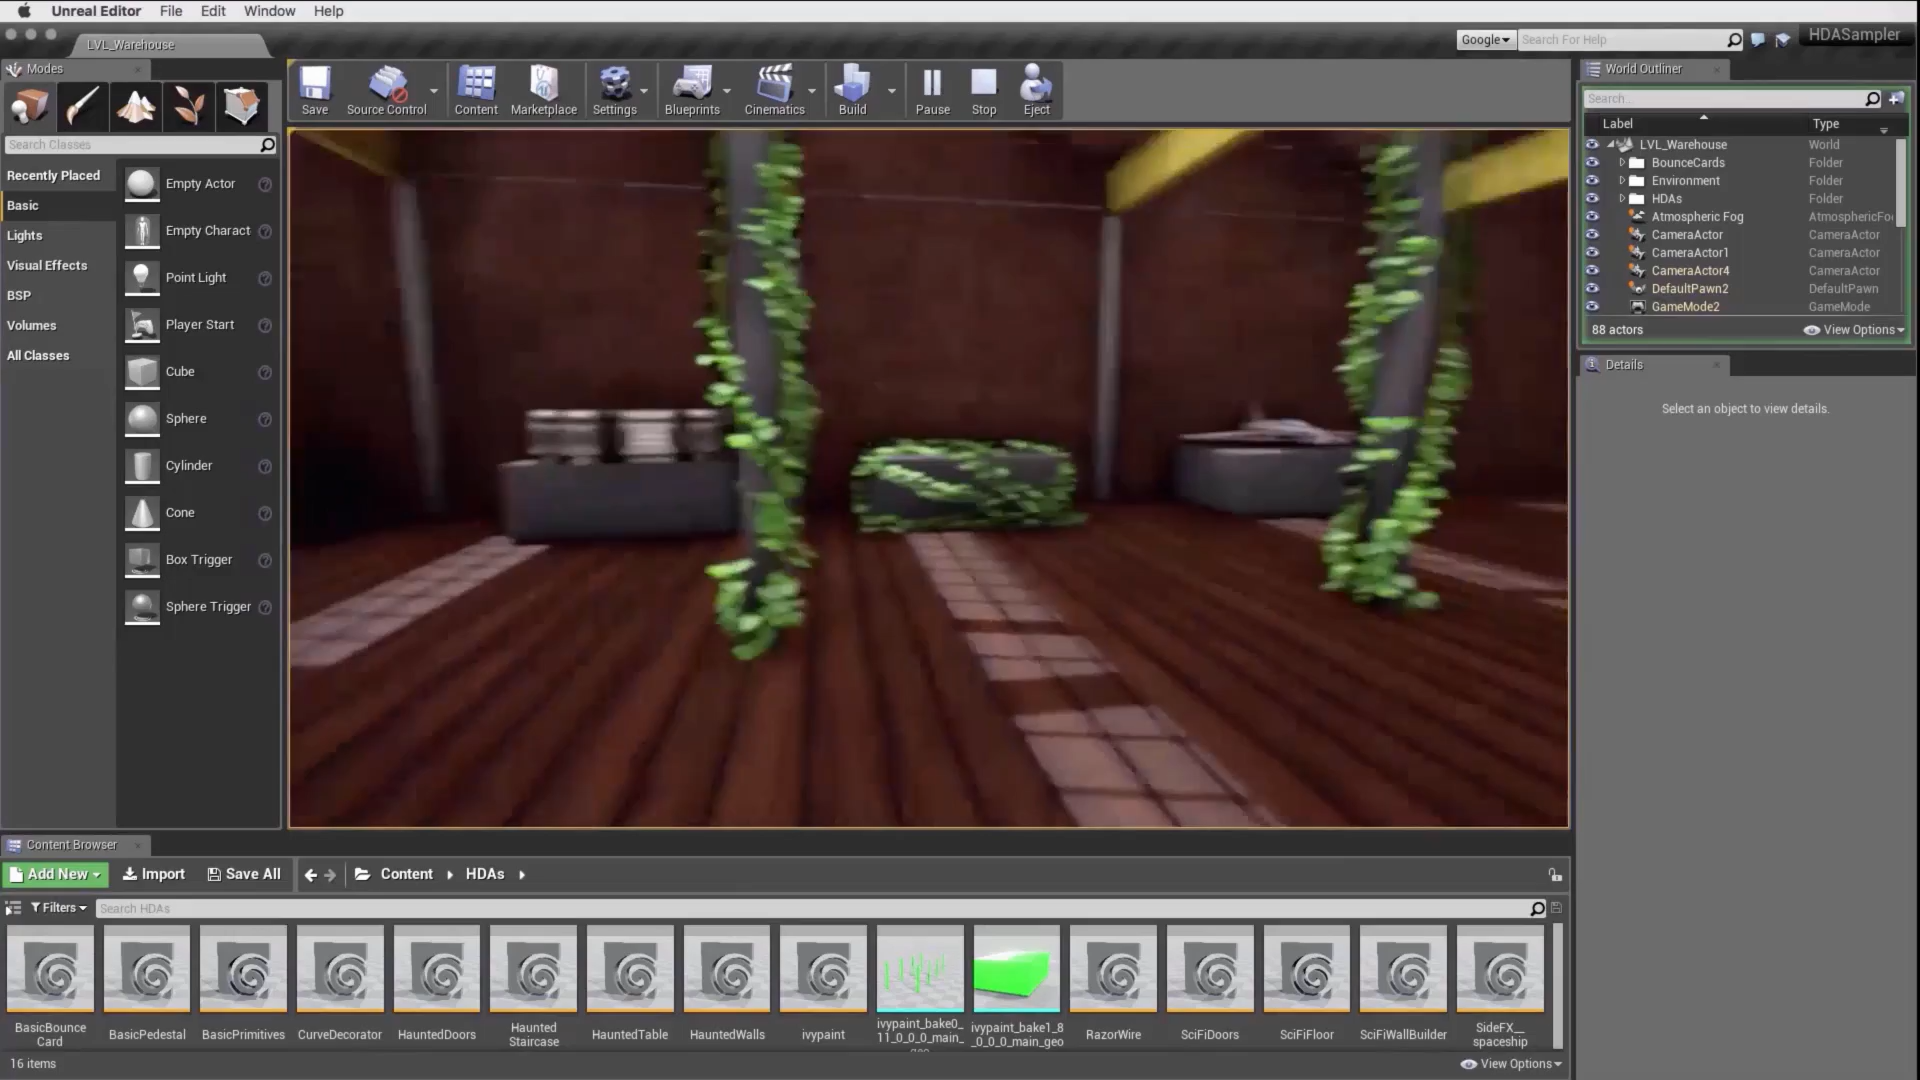 Unreal Editor File Edit Window Help
LVL_Warehouse
Google Search For Help
HDASampler
Modes
Search Classes
Recently Placed
Basic
Lights
Visual Effects
BSP
Volumes
All Classes
Empty Actor
Empty Charact
Point Light
Player Start
Cube
Sphere
Cylinder
Cone
Box Trigger
Sphere Trigger
Save
Source Control
Content
Marketplace
Settings
Blueprints
Cinematics
Build
Pause
Stop
Eject
World Outliner
Search...
Label Type
LVL_Warehouse World
BounceCards Folder
Environment Folder
HDAs Folder
Atmospheric Fog AtmosphericFo
CameraActor CameraActor
CameraActor1 CameraActor
CameraActor4 CameraActor
DefaultPawn2 DefaultPawn
GameMode2 GameMode
88 actors View Options
Details
Select an object to view details.
Content Browser
Add New Import Save All Content HDAs
Filters Search HDAs
BasicBounce
Card
BasicPedestal
BasicPrimitives
CurveDecorator
HauntedDoors
Haunted
Staircase
HauntedTable
HauntedWalls
ivypaint
ivypaint_bake0_
11_0_0_0_main_
ivypaint_bake1_8
_0_0_0_main_geo
RazorWire
SciFiDoors
SciFiFloor
SciFiWallBuilder
SideFX__
spaceship
16 items View Options